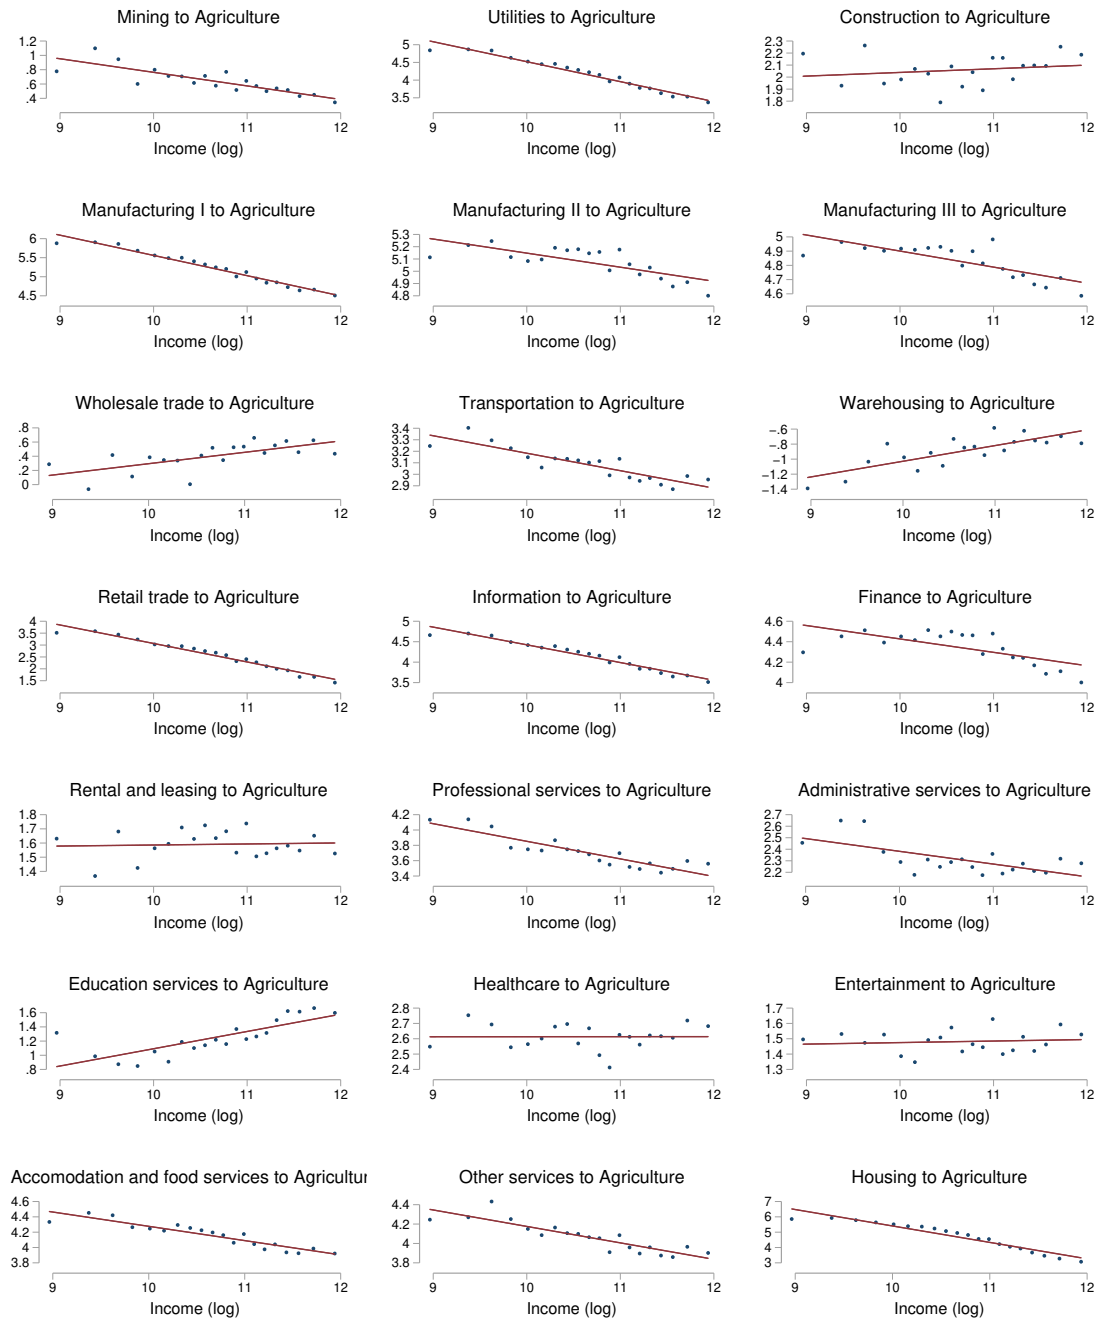 Mining to Agriculture
1.2
1
.8
.6
.4
9 10 11 12
Income (log)
Utilities to Agriculture
5
4.5
4
3.5
9 10 11 12
Income (log)
Construction to Agriculture
2.3
2.2
2.1
2
1.9
1.8
9 10 11 12
Income (log)
Manufacturing I to Agriculture
6
5.5
5
4.5
9 10 11 12
Income (log)
Manufacturing II to Agriculture
5.3
5.2
5.1
5
4.9
4.8
9 10 11 12
Income (log)
Manufacturing III to Agriculture
5
4.9
4.8
4.7
4.6
9 10 11 12
Income (log)
Wholesale trade to Agriculture
.8
.6
.4
.2
0
9 10 11 12
Income (log)
Transportation to Agriculture
3.4
3.3
3.2
3.1
3
2.9
9 10 11 12
Income (log)
Warehousing to Agriculture
−.6
−.8
−1
−1.2
−1.4
9 10 11 12
Income (log)
Retail trade to Agriculture
4
3.5
3
2.5
2
1.5
9 10 11 12
Income (log)
Information to Agriculture
5
4.5
4
3.5
9 10 11 12
Income (log)
Finance to Agriculture
4.6
4.4
4.2
4
9 10 11 12
Income (log)
Rental and leasing to Agriculture
1.8
1.7
1.6
1.5
1.4
9 10 11 12
Income (log)
Professional services to Agriculture
4.2
4
3.8
3.6
3.4
9 10 11 12
Income (log)
Administrative services to Agriculture
2.7
2.6
2.5
2.4
2.3
2.2
9 10 11 12
Income (log)
Education services to Agriculture
1.6
1.4
1.2
1
.8
9 10 11 12
Income (log)
Healthcare to Agriculture
2.8
2.7
2.6
2.5
2.4
9 10 11 12
Income (log)
Entertainment to Agriculture
1.7
1.6
1.5
1.4
1.3
9 10 11 12
Income (log)
Accomodation and food services to Agricultur
4.6
4.4
4.2
4
3.8
9 10 11 12
Income (log)
Other services to Agriculture
4.4
4.2
4
3.8
9 10 11 12
Income (log)
Housing to Agriculture
7
6
5
4
3
9 10 11 12
Income (log)